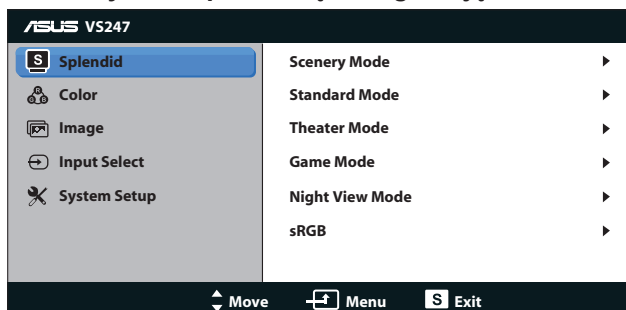 ASUS VS247
S Splendid
Color
Image
Input Select
System Setup
Scenery Mode
Standard Mode
Theater Mode
Game Mode
Night View Mode
sRGB
Move Menu S Exit